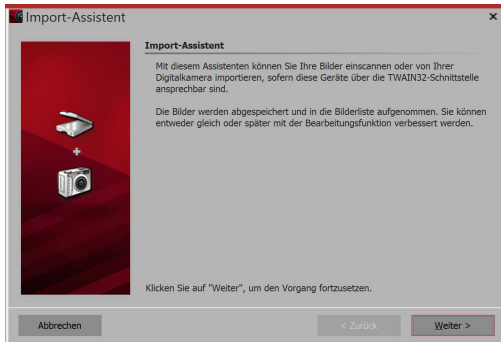 Import-Assistent
Import-Assistent
Mit diesem Assistenten können Sie Ihre Bilder einscannen oder von Ihrer
Digitalkamera importieren, sofern diese Geräte über die TWAIN32-Schnittstelle
ansprechbar sind.
Die Bilder werden abgespeichert und in die Bilderliste aufgenommen. Sie können
entweder gleich oder später mit der Bearbeitungsfunktion verbessert werden.
Klicken Sie auf "Weiter", um den Vorgang fortzusetzen.
Abbrechen < Zurück Weiter >